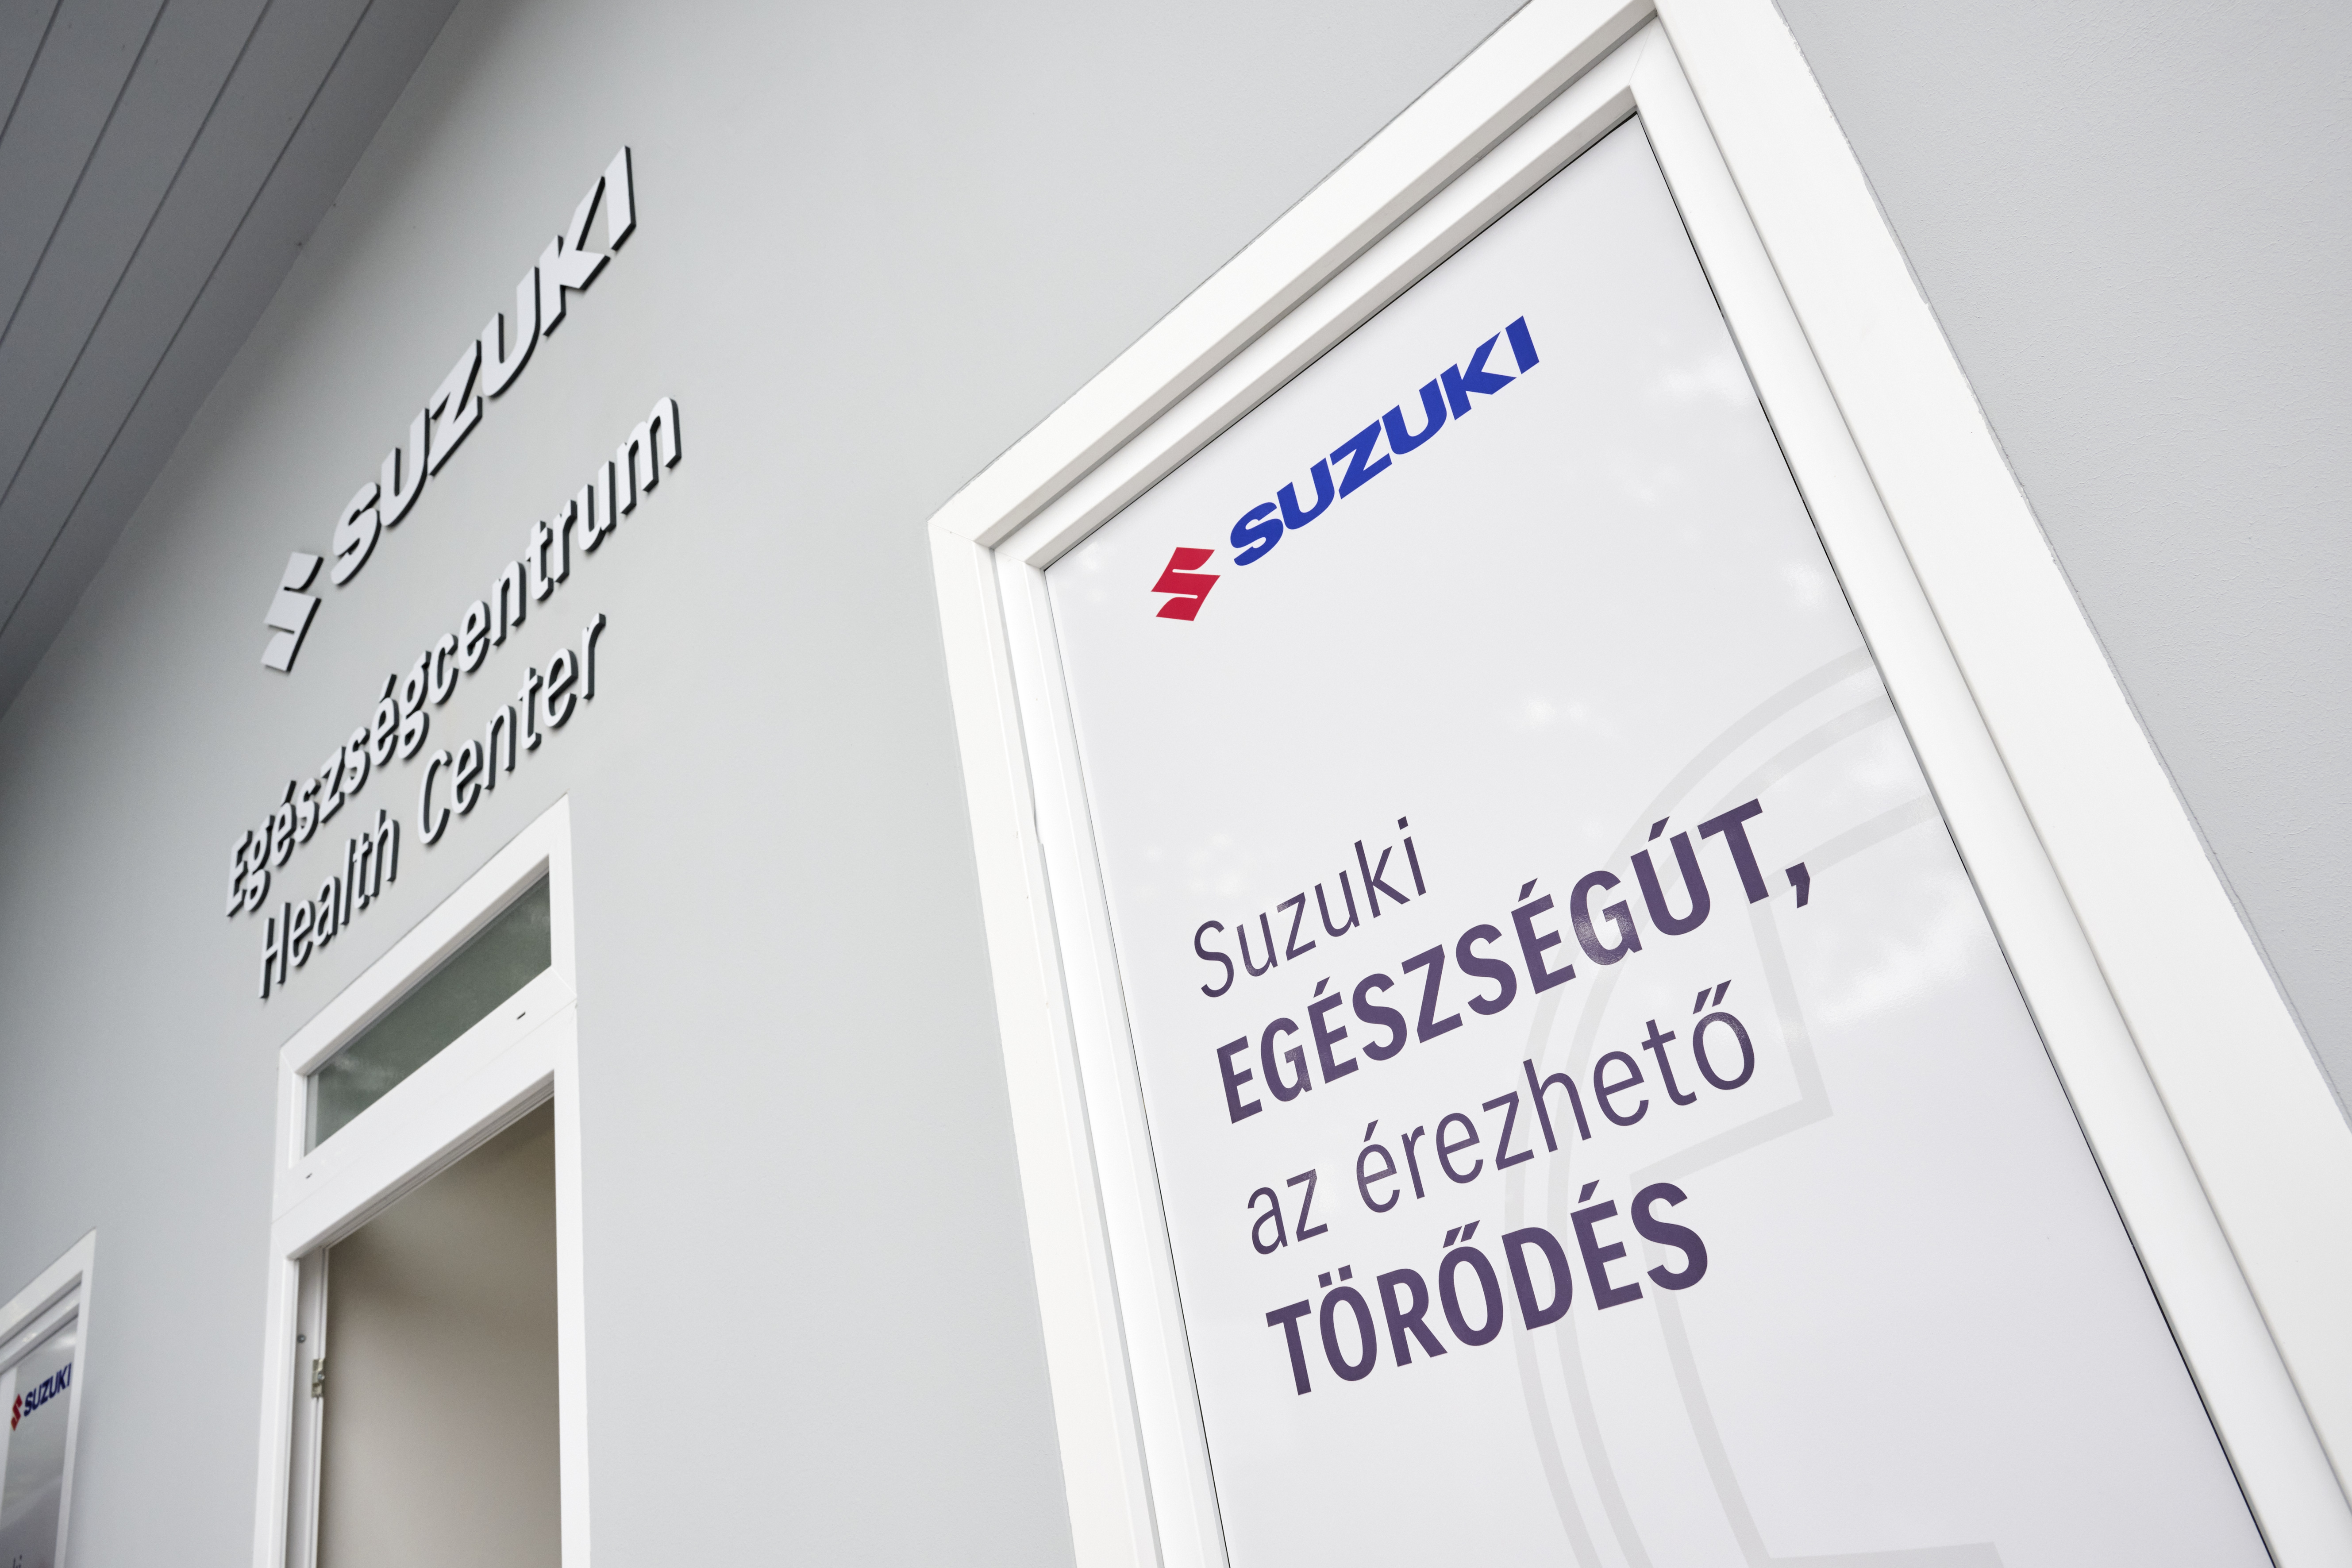 SUZUKI
Egészségcentrum
Health Center
SUZUKI
Suzuki
EGÉSZSÉGÚT,
az érezhető
TÖRŐDÉS
SUZUKI